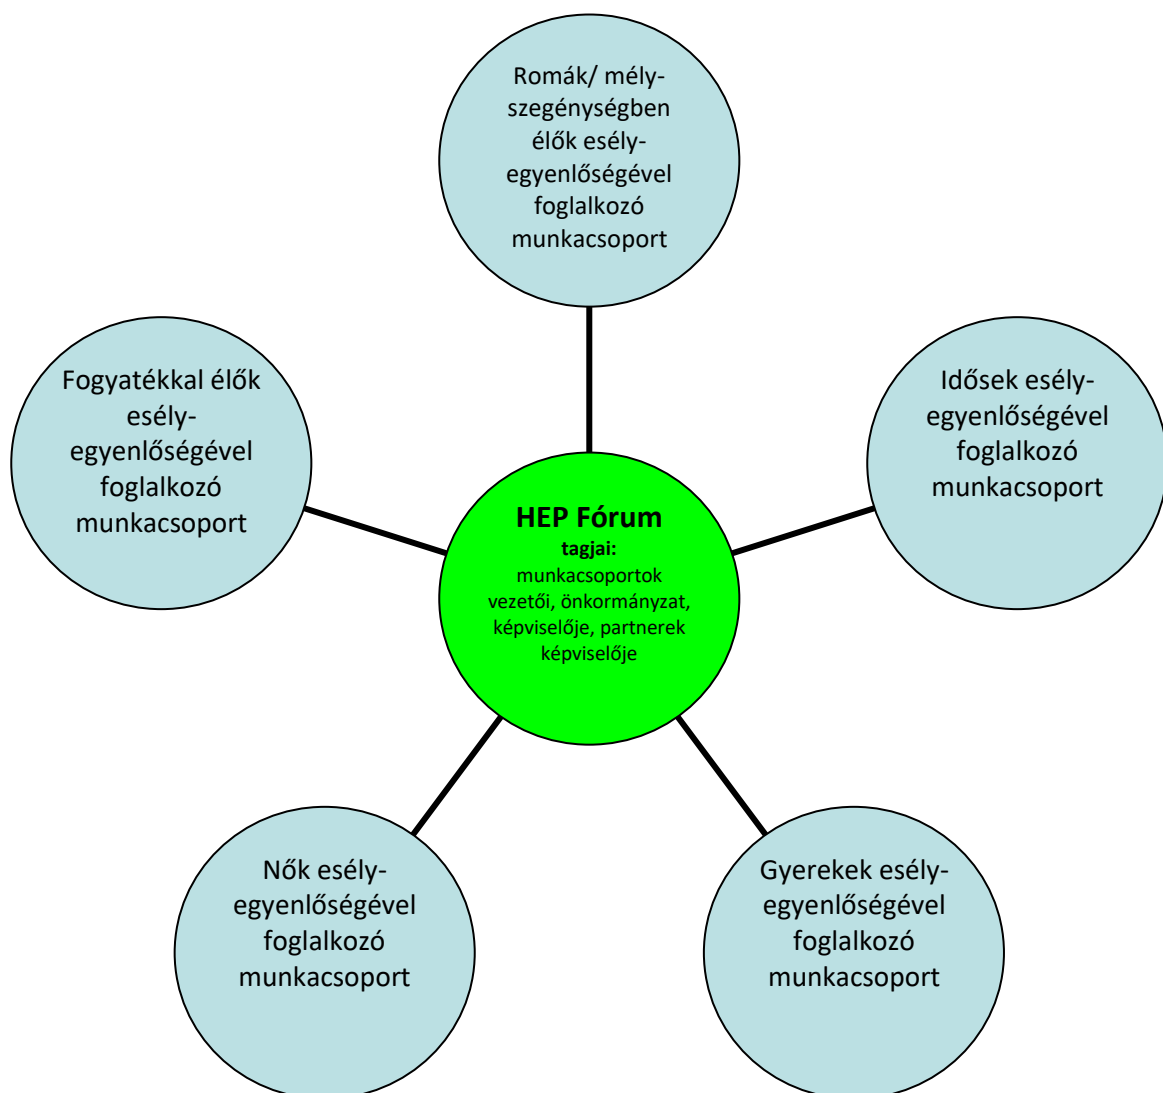 Romák/ mély-
szegénységben
élők esély-
egyenlőségével
foglalkozó
munkacsoport
Fogyatékkal élők
esély-
egyenlőségével
foglalkozó
munkacsoport
Idősek esély-
egyenlőségével
foglalkozó
munkacsoport
HEP Fórum
tagjai:
munkacsoportok
vezetői, önkormányzat,
képviselője, partnerek
képviselője
Nők esély-
egyenlőségével
foglalkozó
munkacsoport
Gyerekek esély-
egyenlőségével
foglalkozó
munkacsoport